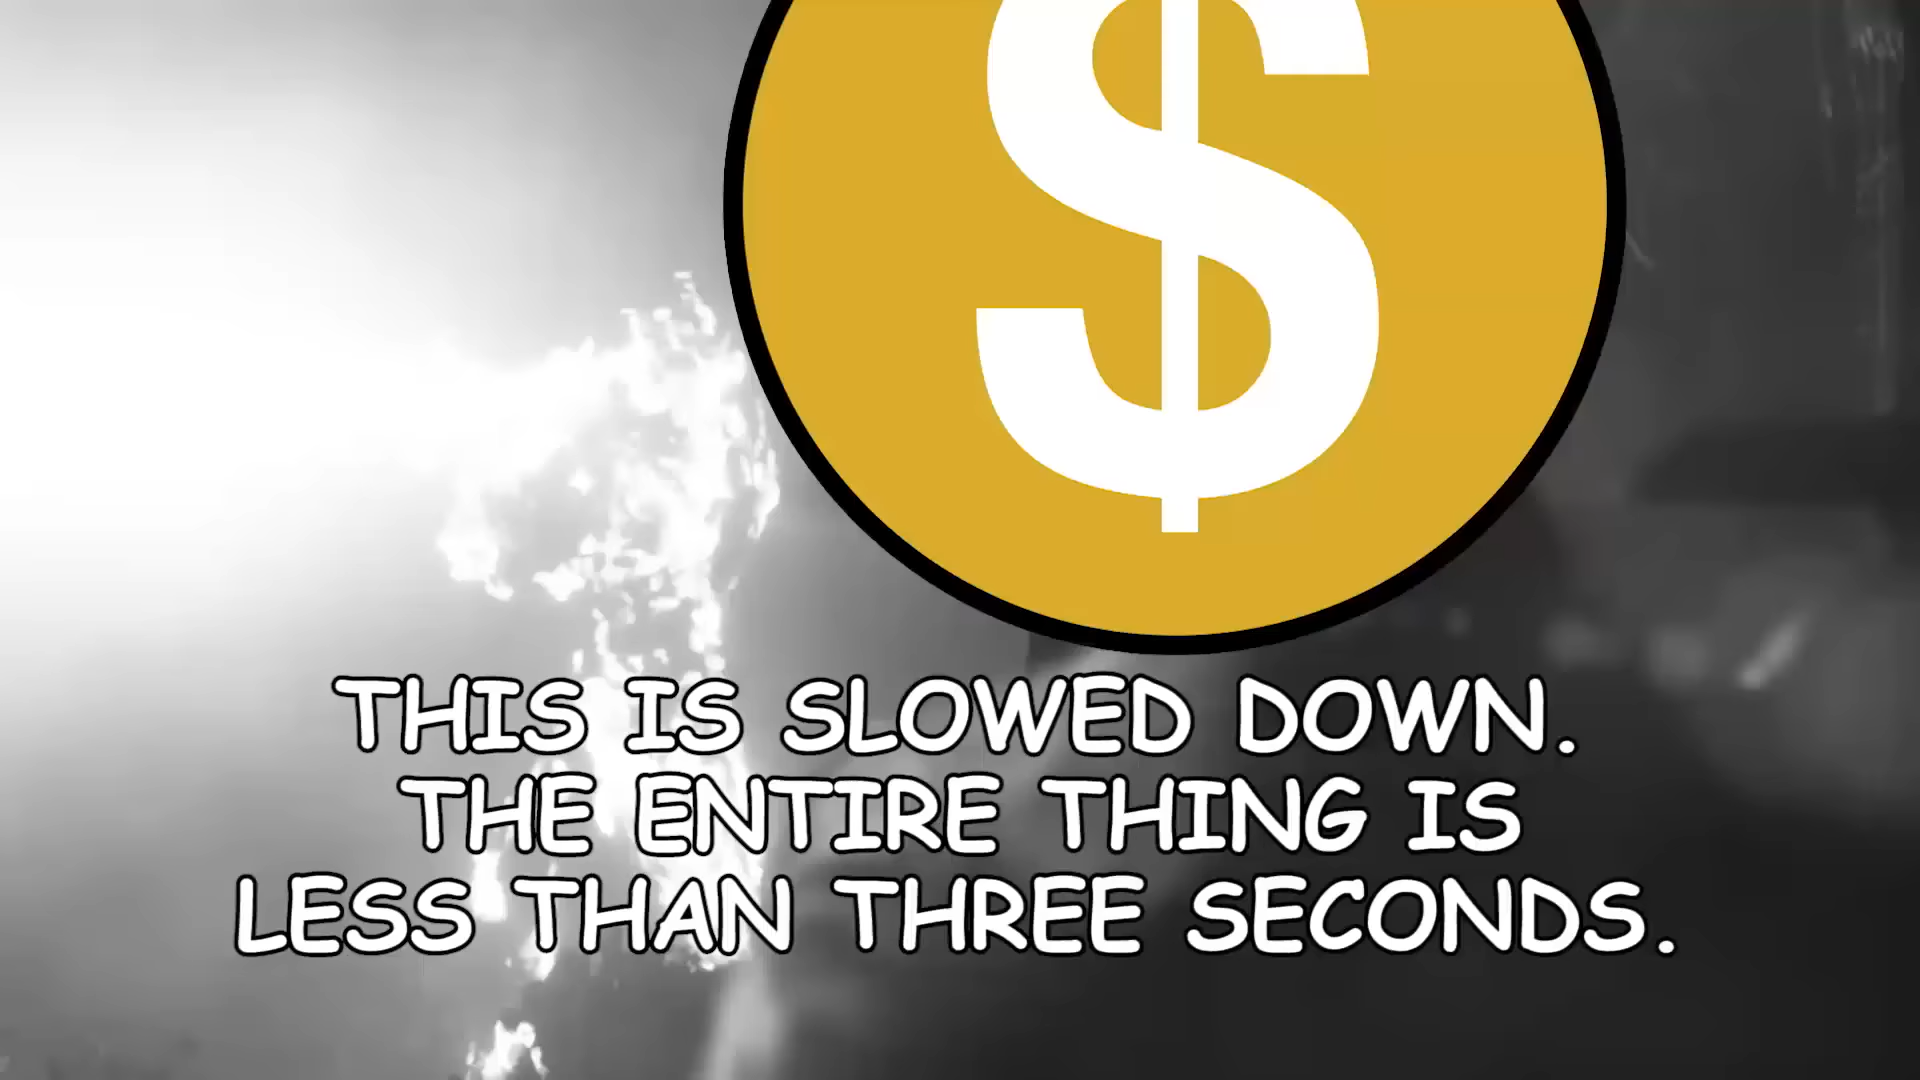 $
THIS IS SLOWED DOWN.
THE ENTIRE THING IS
LESS THAN THREE SECONDS.